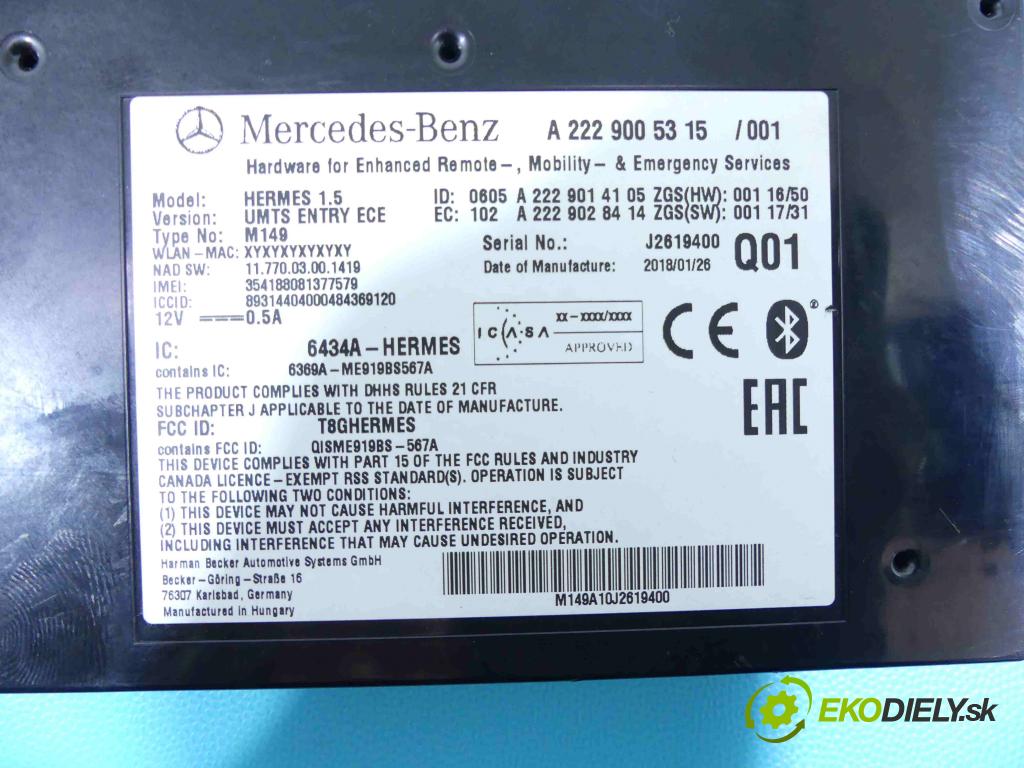 Mercedes-Benz A 222 900 53 15 /001
Hardware for Enhanced Remote-, Mobility- & Emergency Services
Model: HERMES 1.5 ID: 0605 A 222 901 41 05 ZGS(HW): 001 16/50
Version: UMTS ENTRY ECE EC: 102 A 222 902 84 14 ZGS(SW): 001 17/31
Type No: M149
WLAN-MAC: XYXYXYXYXYXY Serial No.: J2619400 Q01
NAD SW: 11.770.03.00.1419 Date of Manufacture: 2018/01/26
IMEI: 354188081377579
ICCID: 89314404000484369120
12V 0.5A
ICASA xx-xxxx/xxxx
APPROVED
CE
IC: 6434A-HERMES
contains IC: 6369A-ME919BS567A
THE PRODUCT COMPLIES WITH DHHS RULES 21 CFR
SUBCHAPTER J APPLICABLE TO THE DATE OF MANUFACTURE.
EAC
FCC ID: T8GHERMES
contains FCC ID: QISME919BS-567A
THIS DEVICE COMPLIES WITH PART 15 OF THE FCC RULES AND INDUSTRY
CANADA LICENCE-EXEMPT RSS STANDARD(S). OPERATION IS SUBJECT
TO THE FOLLOWING TWO CONDITIONS:
(1) THIS DEVICE MAY NOT CAUSE HARMFUL INTERFERENCE, AND
(2) THIS DEVICE MUST ACCEPT ANY INTERFERENCE RECEIVED,
INCLUDING INTERFERENCE THAT MAY CAUSE UNDESIRED OPERATION.
Harman Becker Automotive Systems GmbH
Becker-Göring-Straße 16
76307 Karlsbad, Germany
Manufactured in Hungary
M149A10J2619400
EKODIELY.sk